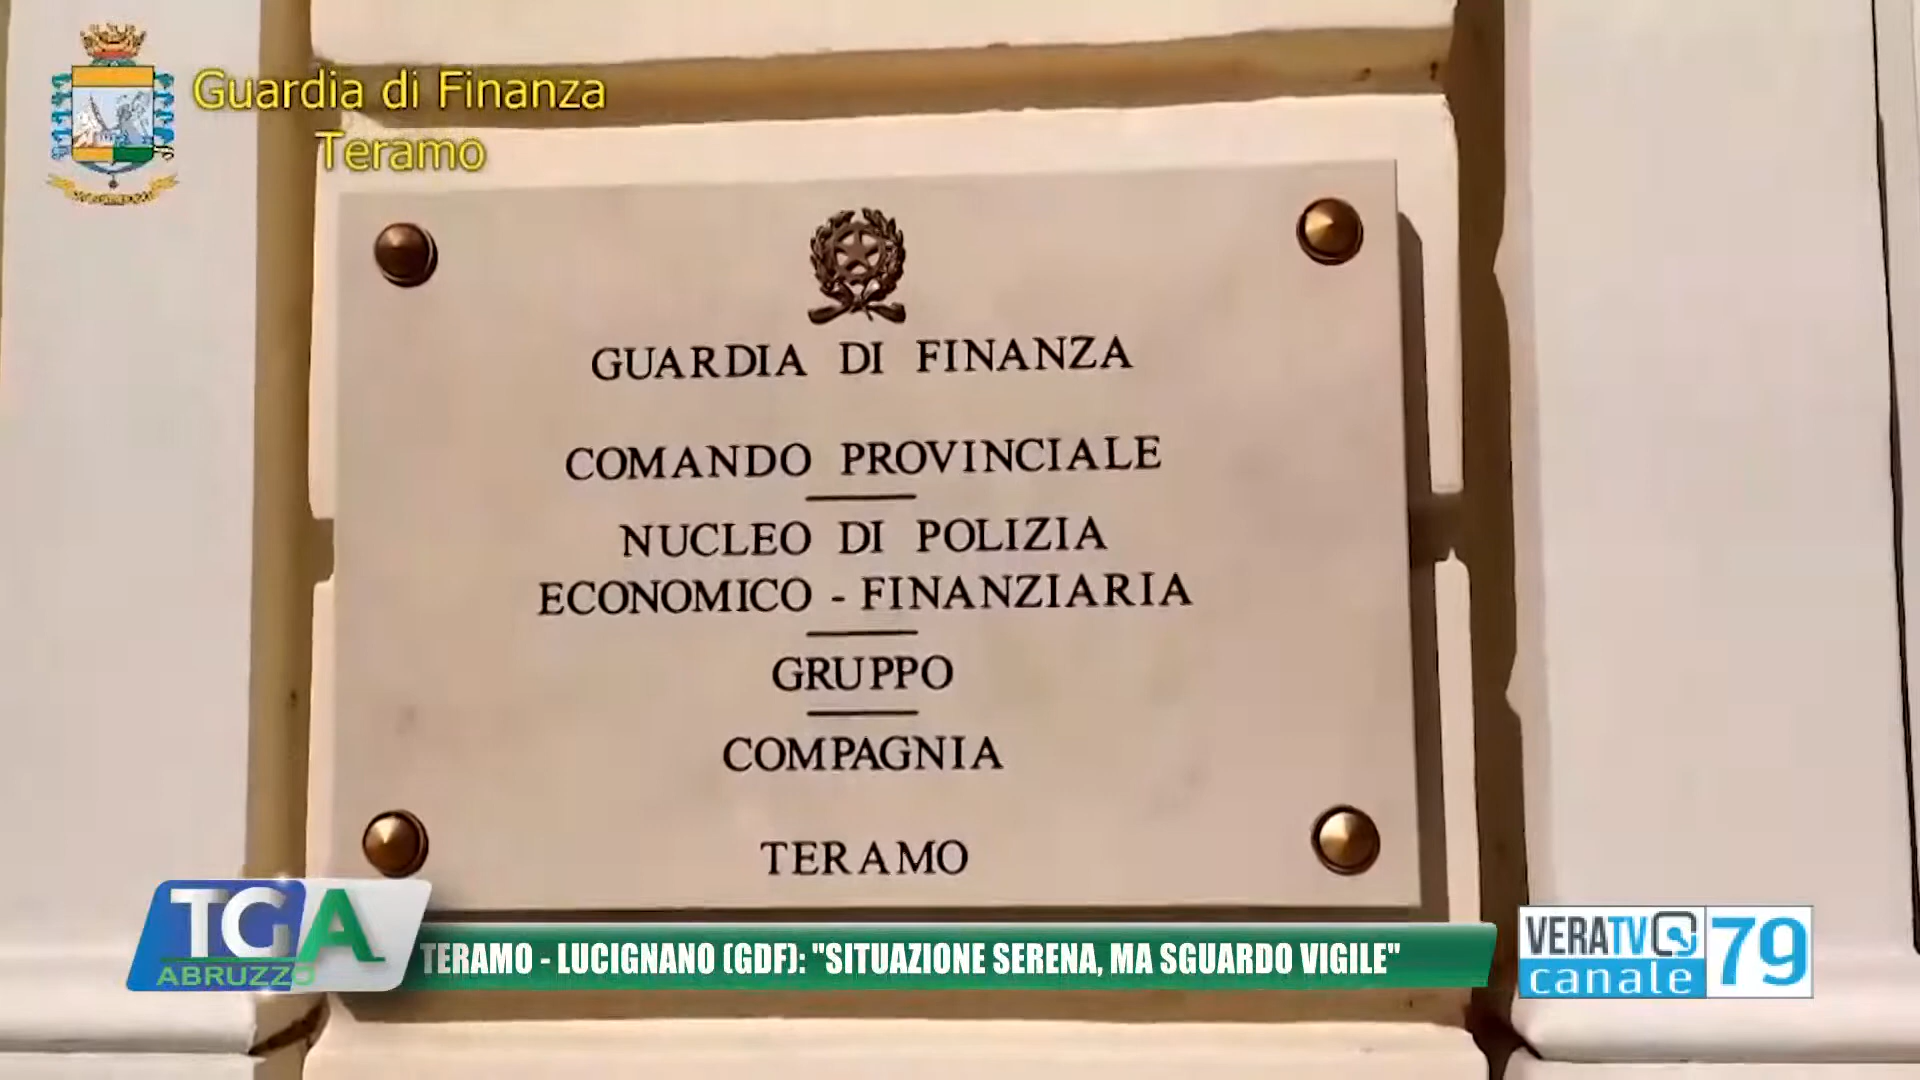 Guardia di Finanza
Teramo
GUARDIA DI FINANZA
COMANDO PROVINCIALE
NUCLEO DI POLIZIA
ECONOMICO - FINANZIARIA
GRUPPO
COMPAGNIA
TERAMO
TGA
ABRUZZO
TERAMO - LUCIGNANO (GDF): "SITUAZIONE SERENA, MA SGUARDO VIGILE"
VERATV
canale
79